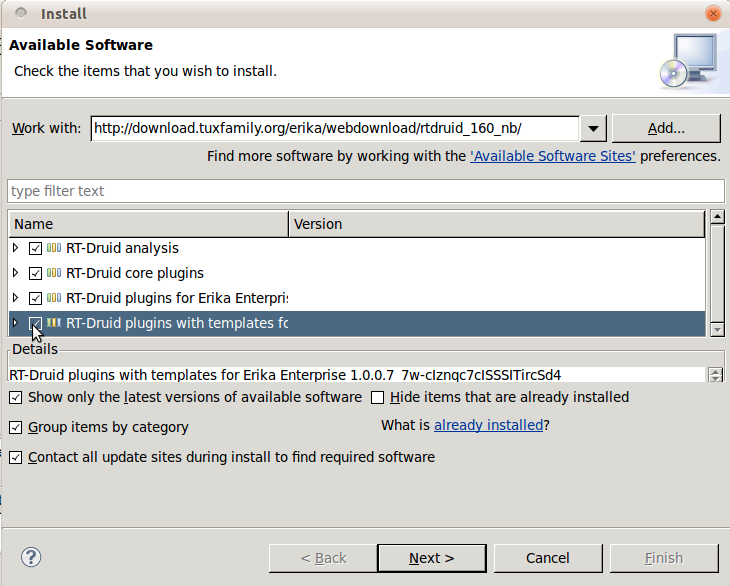 Install
Available Software
Check the items that you wish to install.
Work with: http://download.tuxfamily.org/erika/webdownload/rtdruid_160_nb/ Add...
Find more software by working with the 'Available Software Sites' preferences.
type filter text
Name Version
RT-Druid analysis
RT-Druid core plugins
RT-Druid plugins for Erika Enterpri
RT-Druid plugins with templates fo
Details
RT-Druid plugins with templates for Erika Enterprise 1.0.0.7_7w-cIznqc7cISSSITircSd4
Show only the latest versions of available software Hide items that are already installed
Group items by category What is already installed?
Contact all update sites during install to find required software
? < Back Next > Cancel Finish